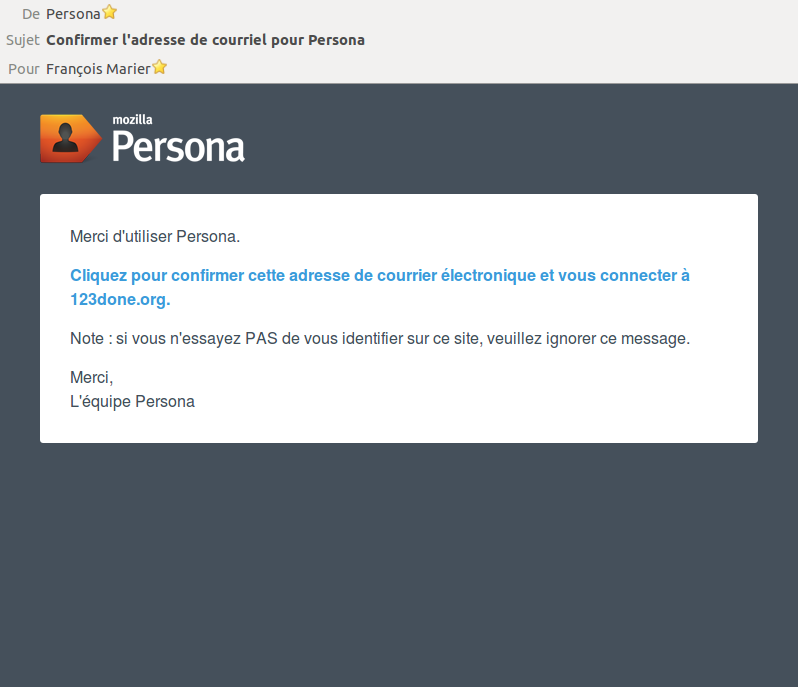 De Persona
Sujet Confirmer l'adresse de courriel pour Persona
Pour François Marier
mozilla
Persona
Merci d'utiliser Persona.
Cliquez pour confirmer cette adresse de courrier électronique et vous connecter à
123done.org.
Note : si vous n'essayez PAS de vous identifier sur ce site, veuillez ignorer ce message.
Merci,
L'équipe Persona